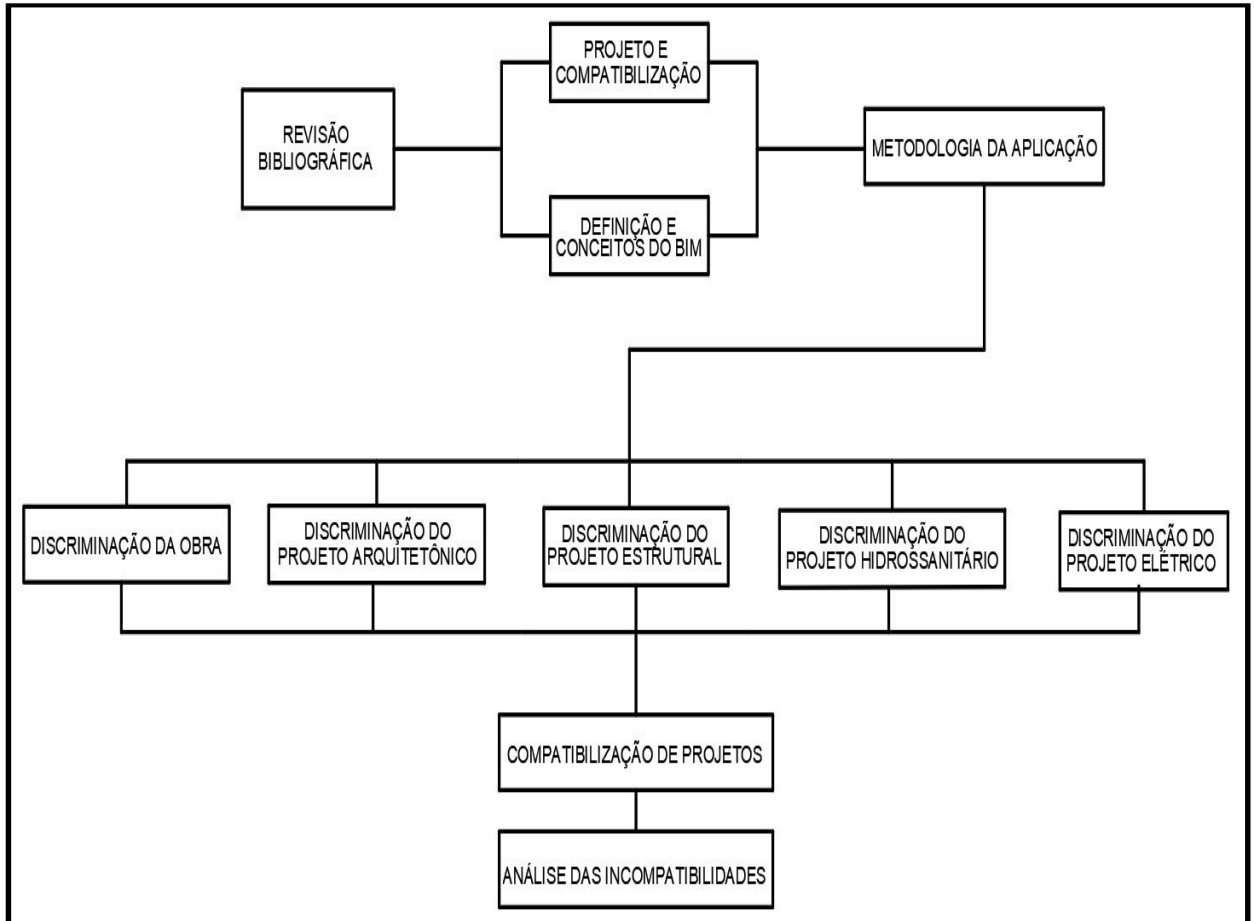 PROJETO E
COMPATIBILIZAÇÃO
REVISÃO
BIBLIOGRÁFICA
METODOLOGIA DA APLICAÇÃO
DEFINIÇÃO E
CONCEITOS DO BIM
DISCRIMINAÇÃO DA OBRA
DISCRIMINAÇÃO DO
PROJETO ARQUITETÔNICO
DISCRIMINAÇÃO DO
PROJETO ESTRUTURAL
DISCRIMINAÇÃO DO
PROJETO HIDROSSANITÁRIO
DISCRIMINAÇÃO DO
PROJETO ELÉTRICO
COMPATIBILIZAÇÃO DE PROJETOS
ANÁLISE DAS INCOMPATIBILIDADES